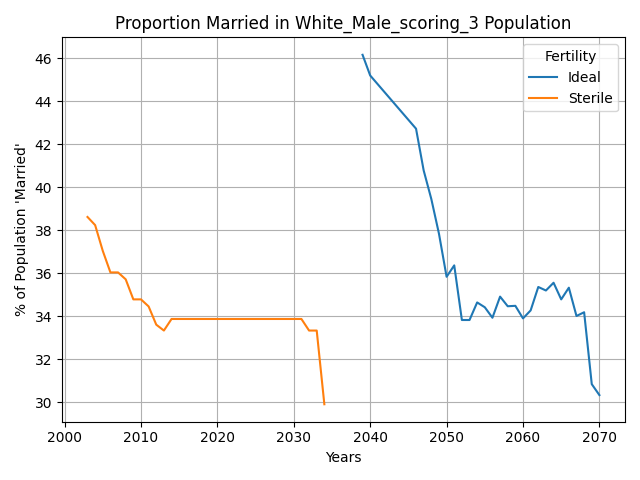 Proportion Married in White_Male_scoring_3 Population
% of Population 'Married'
46
44
42
40
38
36
34
32
30
Fertility
Ideal
Sterile
2000 2010 2020 2030 2040 2050 2060 2070
Years